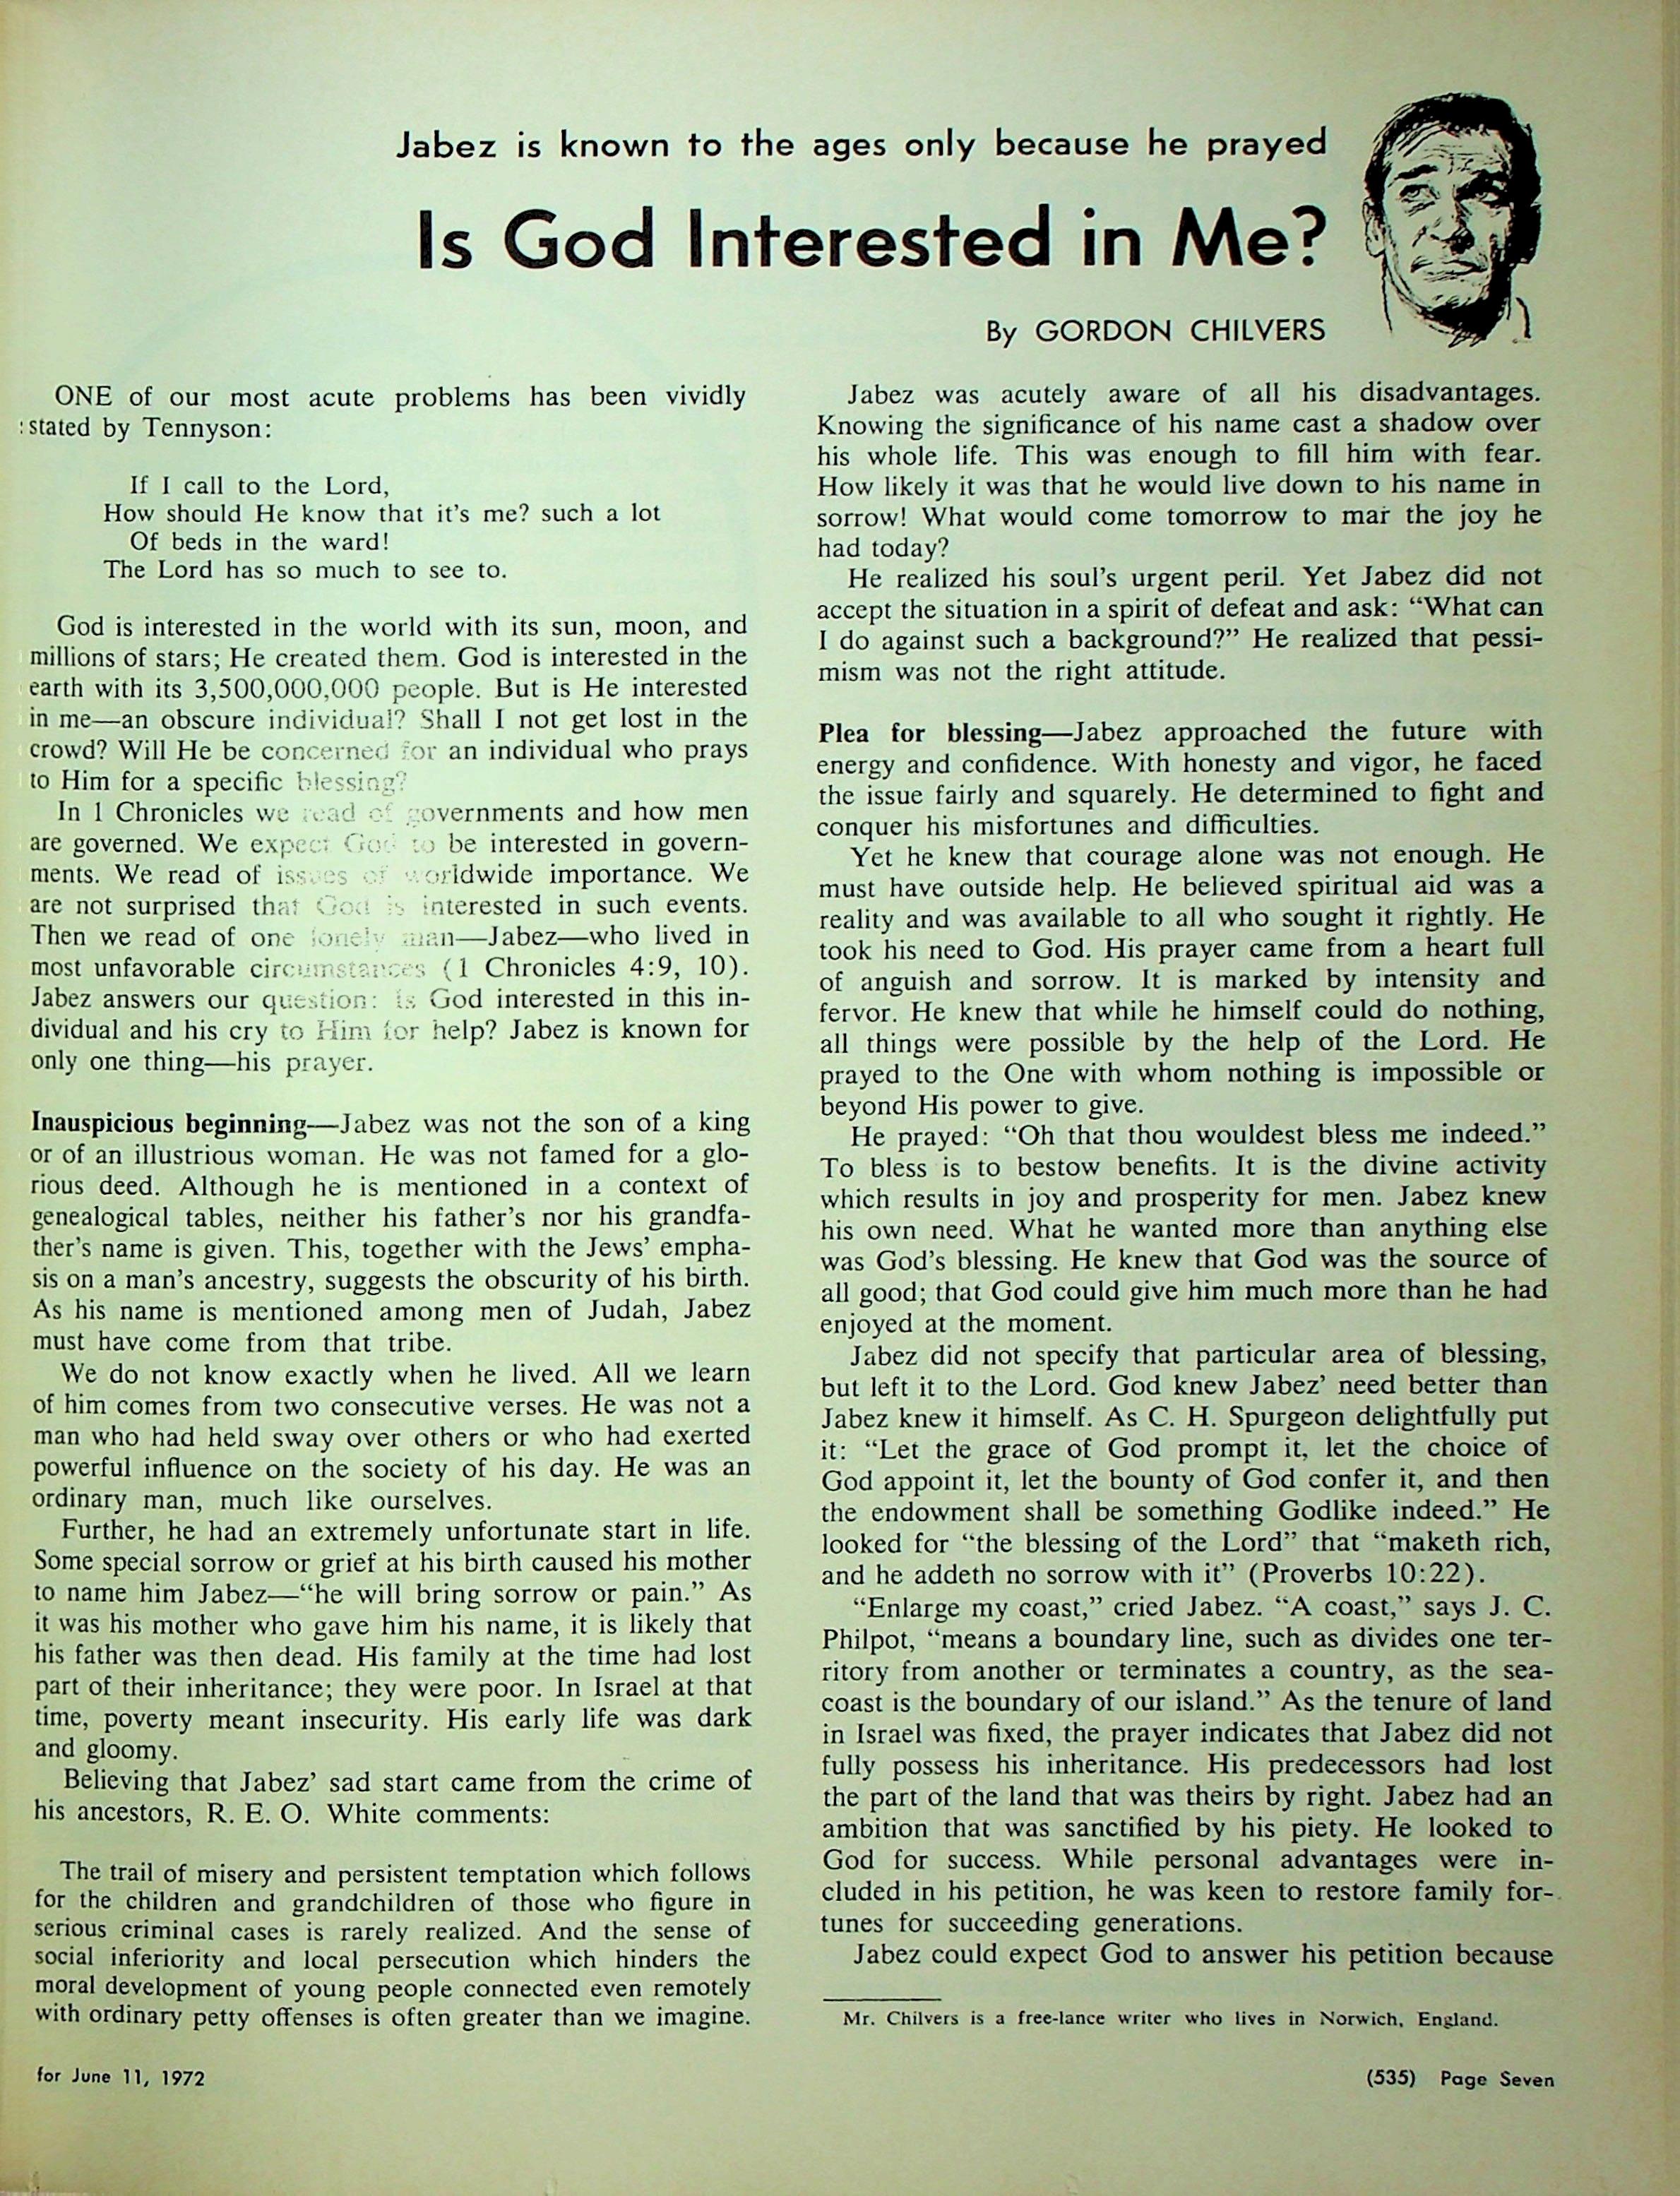 Jabez is known to the ages only because he prayed
Is God Interested in Me?
By GORDON CHILVERS
ONE of our most acute problems has been vividly
stated by Tennyson:
If I call to the Lord,
How should He know that it's me? such a lot
Of beds in the ward!
The Lord has so much to see to.
God is interested in the world with its sun, moon, and
millions of stars; He created them. God is interested in the
earth with its 3,500,000,000 people. But is He interested
in me—an obscure individual? Shall I not get lost in the
crowd? Will He be concerned for an individual who prays
to Him for a specific blessing?
In 1 Chronicles we read of governments and how men
are governed. We expect God to be interested in govern-
ments. We read of issues of worldwide importance. We
are not surprised that God is interested in such events.
Then we read of one lonely man—Jabez—who lived in
most unfavorable circumstances (1 Chronicles 4:9, 10).
Jabez answers our question: is God interested in this in-
dividual and his cry to Him for help? Jabez is known for
only one thing—his prayer.
Inauspicious beginning—Jabez was not the son of a king
or of an illustrious woman. He was not famed for a glo-
rious deed. Although he is mentioned in a context of
genealogical tables, neither his father's nor his grandfa-
ther's name is given. This, together with the Jews' empha-
sis on a man's ancestry, suggests the obscurity of his birth.
As his name is mentioned among men of Judah, Jabez
must have come from that tribe.
We do not know exactly when he lived. All we learn
of him comes from two consecutive verses. He was not a
man who had held sway over others or who had exerted
powerful influence on the society of his day. He was an
ordinary man, much like ourselves.
Further, he had an extremely unfortunate start in life.
Some special sorrow or grief at his birth caused his mother
to name him Jabez—“he will bring sorrow or pain.” As
it was his mother who gave him his name, it is likely that
his father was then dead. His family at the time had lost
part of their inheritance; they were poor. In Israel at that
time, poverty meant insecurity. His early life was dark
and gloomy.
Believing that Jabez' sad start came from the crime of
his ancestors, R. E. O. White comments:
The trail of misery and persistent temptation which follows
for the children and grandchildren of those who figure in
serious criminal cases is rarely realized. And the sense of
social inferiority and local persecution which hinders the
moral development of young people connected even remotely
with ordinary petty offenses is often greater than we imagine.
Jabez was acutely aware of all his disadvantages.
Knowing the significance of his name cast a shadow over
his whole life. This was enough to fill him with fear.
How likely it was that he would live down to his name in
sorrow! What would come tomorrow to mar the joy he
had today?
He realized his soul's urgent peril. Yet Jabez did not
accept the situation in a spirit of defeat and ask: “What can
I do against such a background?” He realized that pessi-
mism was not the right attitude.
Plea for blessing—Jabez approached the future with
energy and confidence. With honesty and vigor, he faced
the issue fairly and squarely. He determined to fight and
conquer his misfortunes and difficulties.
Yet he knew that courage alone was not enough. He
must have outside help. He believed spiritual aid was a
reality and was available to all who sought it rightly. He
took his need to God. His prayer came from a heart full
of anguish and sorrow. It is marked by intensity and
fervor. He knew that while he himself could do nothing,
all things were possible by the help of the Lord. He
prayed to the One with whom nothing is impossible or
beyond His power to give.
He prayed: “Oh that thou wouldest bless me indeed.”
To bless is to bestow benefits. It is the divine activity
which results in joy and prosperity for men. Jabez knew
his own need. What he wanted more than anything else
was God's blessing. He knew that God was the source of
all good; that God could give him much more than he had
enjoyed at the moment.
Jabez did not specify that particular area of blessing,
but left it to the Lord. God knew Jabez' need better than
Jabez knew it himself. As C. H. Spurgeon delightfully put
it: “Let the grace of God prompt it, let the choice of
God appoint it, let the bounty of God confer it, and then
the endowment shall be something Godlike indeed.” He
looked for “the blessing of the Lord” that “maketh rich,
and he addeth no sorrow with it” (Proverbs 10:22).
“Enlarge my coast,” cried Jabez. “A coast,” says J. C.
Philpot, “means a boundary line, such as divides one ter-
ritory from another or terminates a country, as the sea-
coast is the boundary of our island.” As the tenure of land
in Israel was fixed, the prayer indicates that Jabez did not
fully possess his inheritance. His predecessors had lost
the part of the land that was theirs by right. Jabez had an
ambition that was sanctified by his piety. He looked to
God for success. While personal advantages were in-
cluded in his petition, he was keen to restore family for-
tunes for succeeding generations.
Jabez could expect God to answer his petition because
Mr. Chilvers is a free-lance writer who lives in Norwich, England.
for June 11, 1972
(535) Page Seven